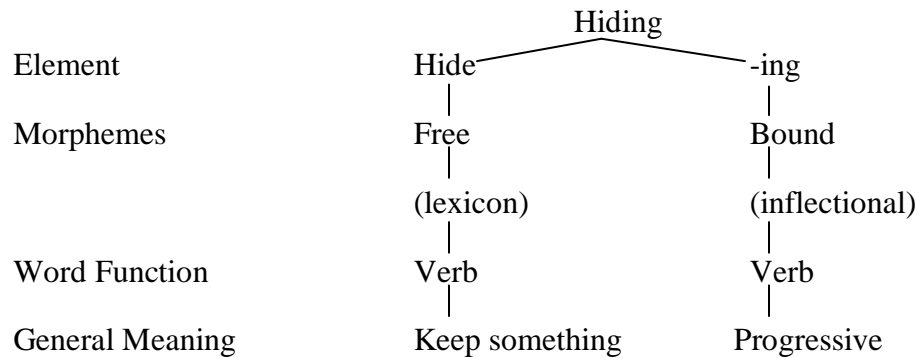 Hiding
Element Hide -ing
Morphemes Free Bound
(lexicon) (inflectional)
Word Function Verb Verb
General Meaning Keep something Progressive